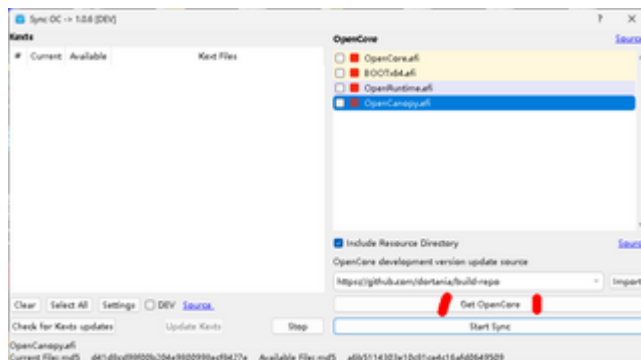 Sync OC -> 1.0.6 [DEV]
? X
Kexts
# Current Available Kext Files
OpenCore
Source
OpenCore.efi
BOOTx64.efi
OpenRuntime.efi
OpenCanopy.efi
Include Resource Directory
OpenCore development version update source
https://github.com/dortania/build-repo
Import
Clear Select All Settings DEV Source
Get OpenCore
Check for Kexts updates Update Kexts Stop
Start Sync
OpenCanopy.efi
Current File: md5 Available File: md5